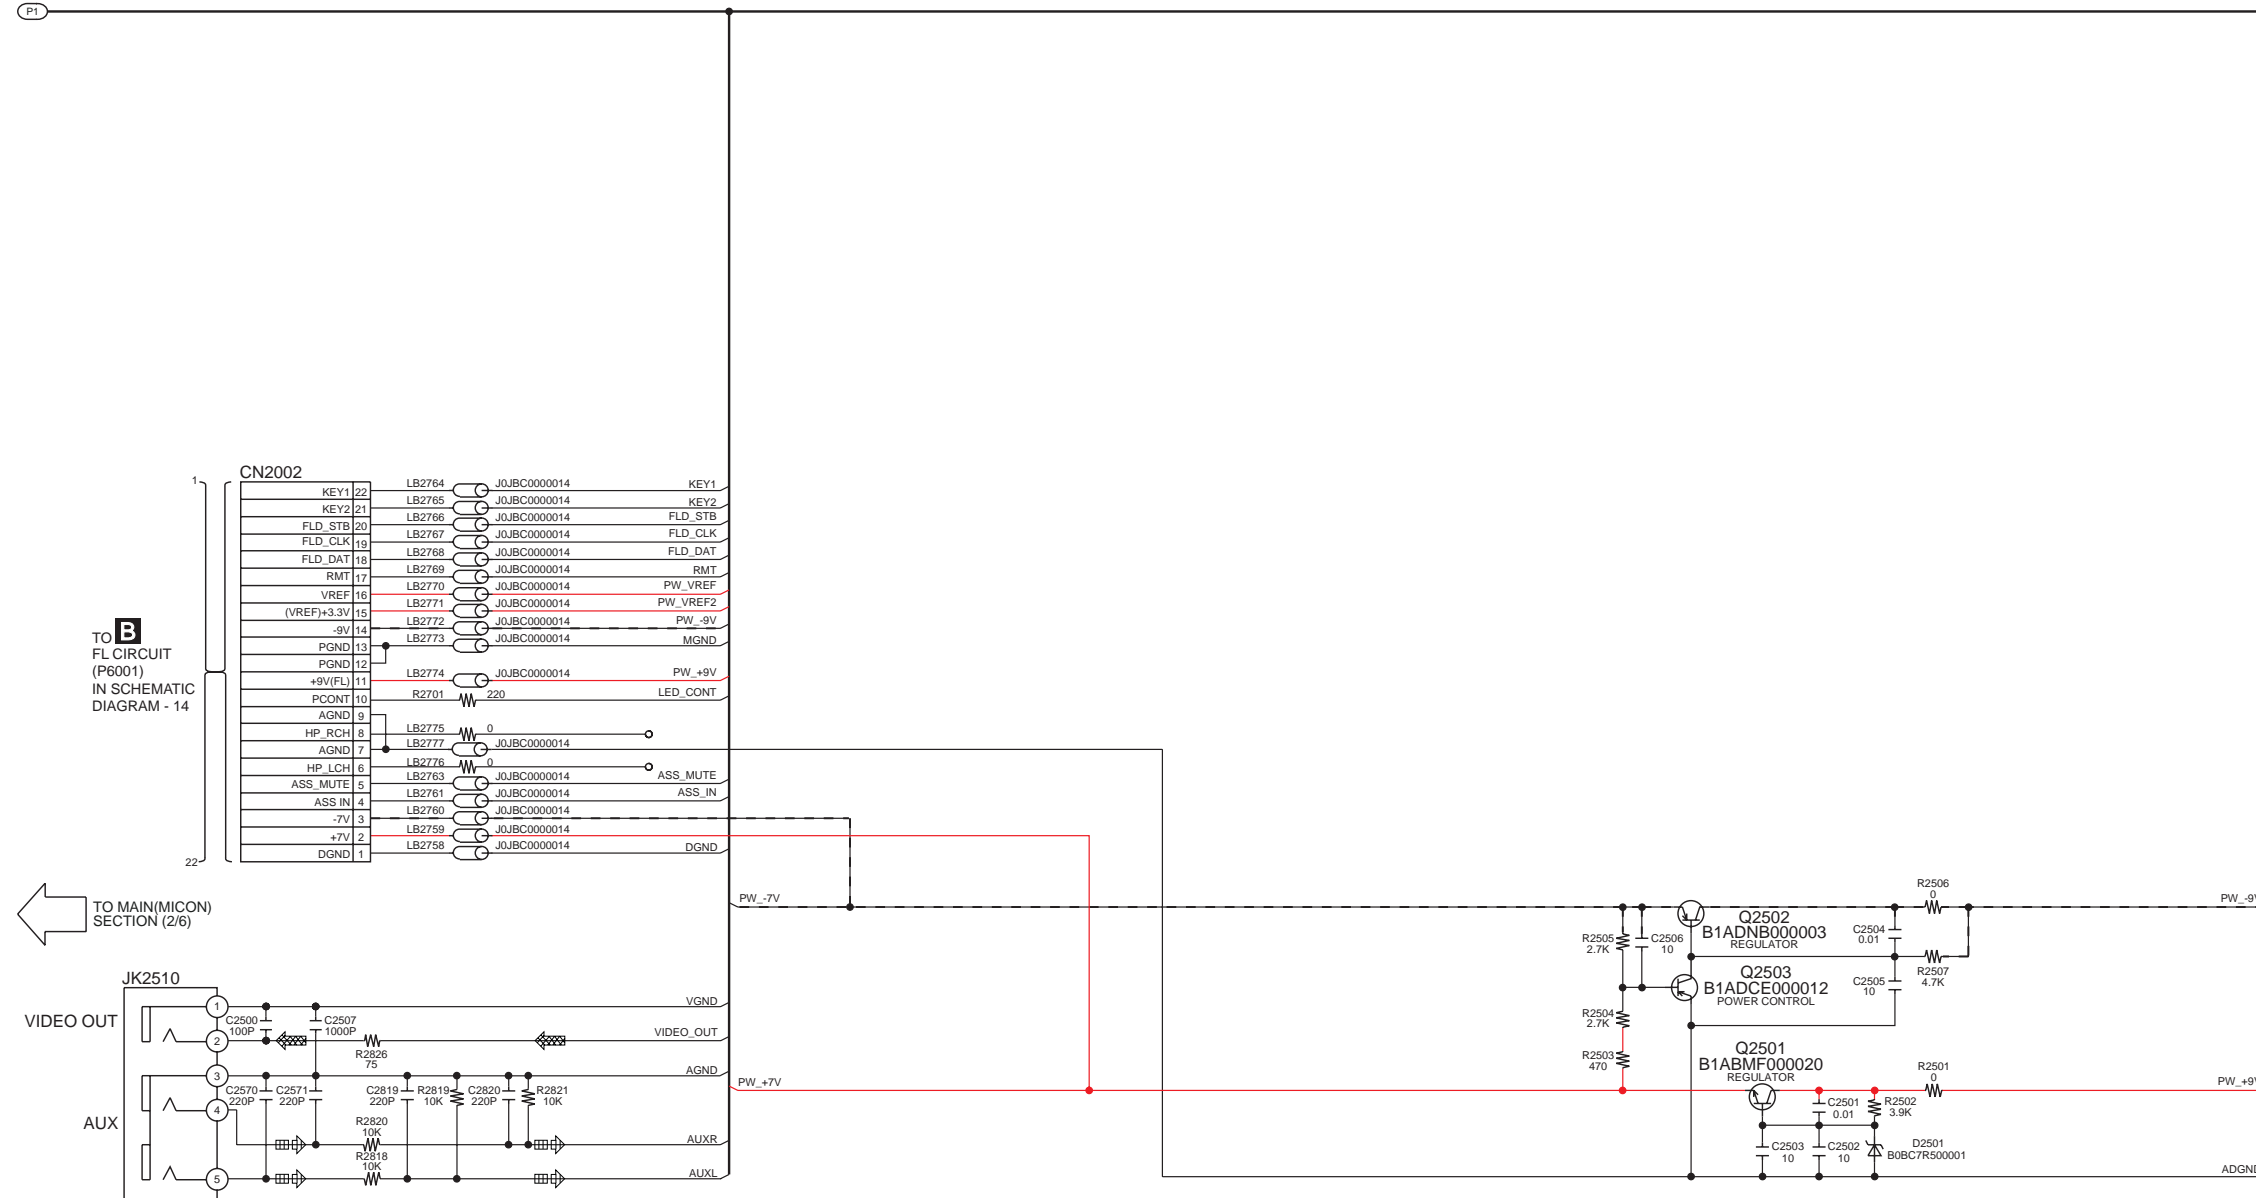 P1
CN2002
1
22
TO B
FL CIRCUIT
(P6001)
IN SCHEMATIC
DIAGRAM - 14
KEY1 22 LB2764 J0JBC0000014 KEY1
KEY2 21 LB2765 J0JBC0000014 KEY2
FLD_STB 20 LB2766 J0JBC0000014 FLD_STB
FLD_CLK 19 LB2767 J0JBC0000014 FLD_CLK
FLD_DAT 18 LB2768 J0JBC0000014 FLD_DAT
RMT 17 LB2769 J0JBC0000014 RMT
VREF 16 LB2770 J0JBC0000014 PW_VREF
(VREF)+3.3V 15 LB2771 J0JBC0000014 PW_VREF2
-9V 14 LB2772 J0JBC0000014 PW_-9V
PGND 13 LB2773 J0JBC0000014 MGND
PGND 12
+9V(FL) 11 LB2774 J0JBC0000014 PW_+9V
PCONT 10 R2701 220 LED_CONT
AGND 9
HP_RCH 8 LB2775 0
AGND 7 LB2777 J0JBC0000014
HP_LCH 6 LB2776 0
ASS_MUTE 5 LB2763 J0JBC0000014 ASS_MUTE
ASS IN 4 LB2761 J0JBC0000014 ASS_IN
-7V 3 LB2760 J0JBC0000014
+7V 2 LB2759 J0JBC0000014
DGND 1 LB2758 J0JBC0000014 DGND
TO MAIN(MICON)
SECTION (2/6)
PW_-7V
R2505
2.7K
C2506
10
Q2502
B1ADNB000003
REGULATOR
C2504
0.01
R2506
0
PW_-9V
Q2503
B1ADCE000012
POWER CONTROL
C2505
10
R2507
4.7K
R2504
2.7K
R2503
470
JK2510
VIDEO OUT
1
2
C2500
100P
C2507
1000P
R2826
75
VGND
VIDEO_OUT
AUX
3
4
5
C2570
220P
C2571
220P
C2819
220P
R2819
10K
C2820
220P
R2821
10K
AGND
R2820
10K
AUXR
R2818
10K
AUXL
PW_+7V
Q2501
B1ABMF000020
REGULATOR
R2501
0
PW_+9V
C2501
0.01
R2502
3.9K
C2503
10
C2502
10
D2501
B0BC7R500001
ADGND